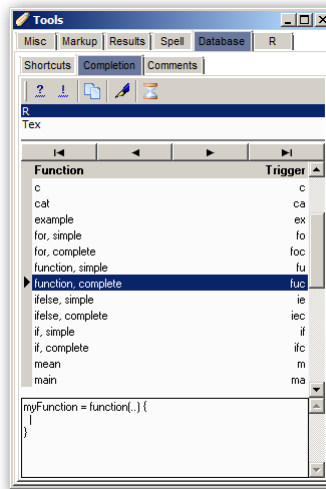 Tools
Misc Markup Results Spell Database R
Shortcuts Completion Comments
? !
R
Tex
Function Trigger
c c
cat ca
example ex
for, simple fo
for, complete foc
function, simple fu
function, complete fuc
ifelse, simple ie
ifelse, complete iec
if, simple if
if, complete ifc
mean m
main ma
myFunction = function(..) {
|
}